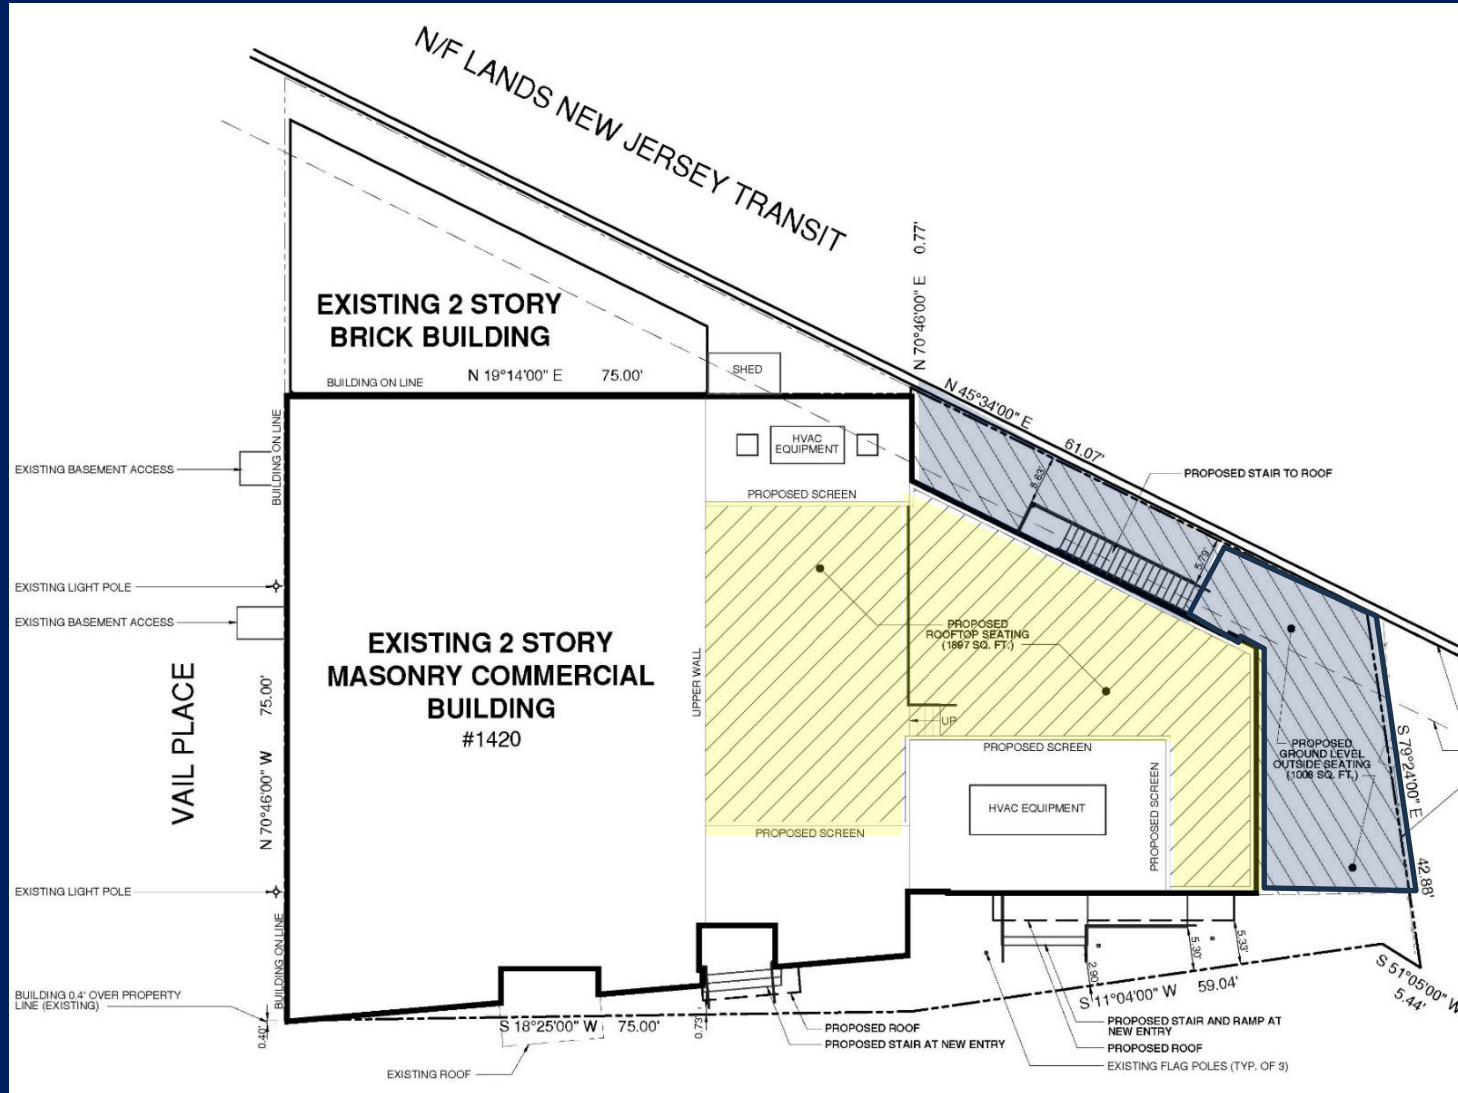 N/F LANDS NEW JERSEY TRANSIT
N 70°46'00" E 0.77'
EXISTING 2 STORY
BRICK BUILDING
BUILDING ON LINE
N 19°14'00" E 75.00'
SHED
N 45°34'00" E 61.07'
HVAC
EQUIPMENT
BUILDING ON LINE
EXISTING BASEMENT ACCESS
PROPOSED STAIR TO ROOF
5.83'
PROPOSED SCREEN
5.79'
EXISTING LIGHT POLE
EXISTING BASEMENT ACCESS
PROPOSED
ROOFTOP SEATING
(1897 SQ. FT.)
EXISTING 2 STORY
MASONRY COMMERCIAL
BUILDING
#1420
UPPER WALL
VAIL PLACE
N 70°46'00" W 75.00'
UP
PROPOSED SCREEN
PROPOSED
GROUND LEVEL
OUTSIDE SEATING
(1008 SQ. FT.)
S 79°24'00" E 42.88'
HVAC EQUIPMENT
PROPOSED SCREEN
PROPOSED SCREEN
EXISTING LIGHT POLE
BUILDING ON LINE
5.30'
5.33'
2.90'
BUILDING 0.4' OVER PROPERTY
LINE (EXISTING)
0.40'
S 18°25'00" W 75.00'
0.73'
S 11°04'00" W 59.04'
S 51°05'00" W
5.44'
PROPOSED ROOF
PROPOSED STAIR AT NEW ENTRY
PROPOSED STAIR AND RAMP AT
NEW ENTRY
PROPOSED ROOF
EXISTING FLAG POLES (TYP. OF 3)
EXISTING ROOF